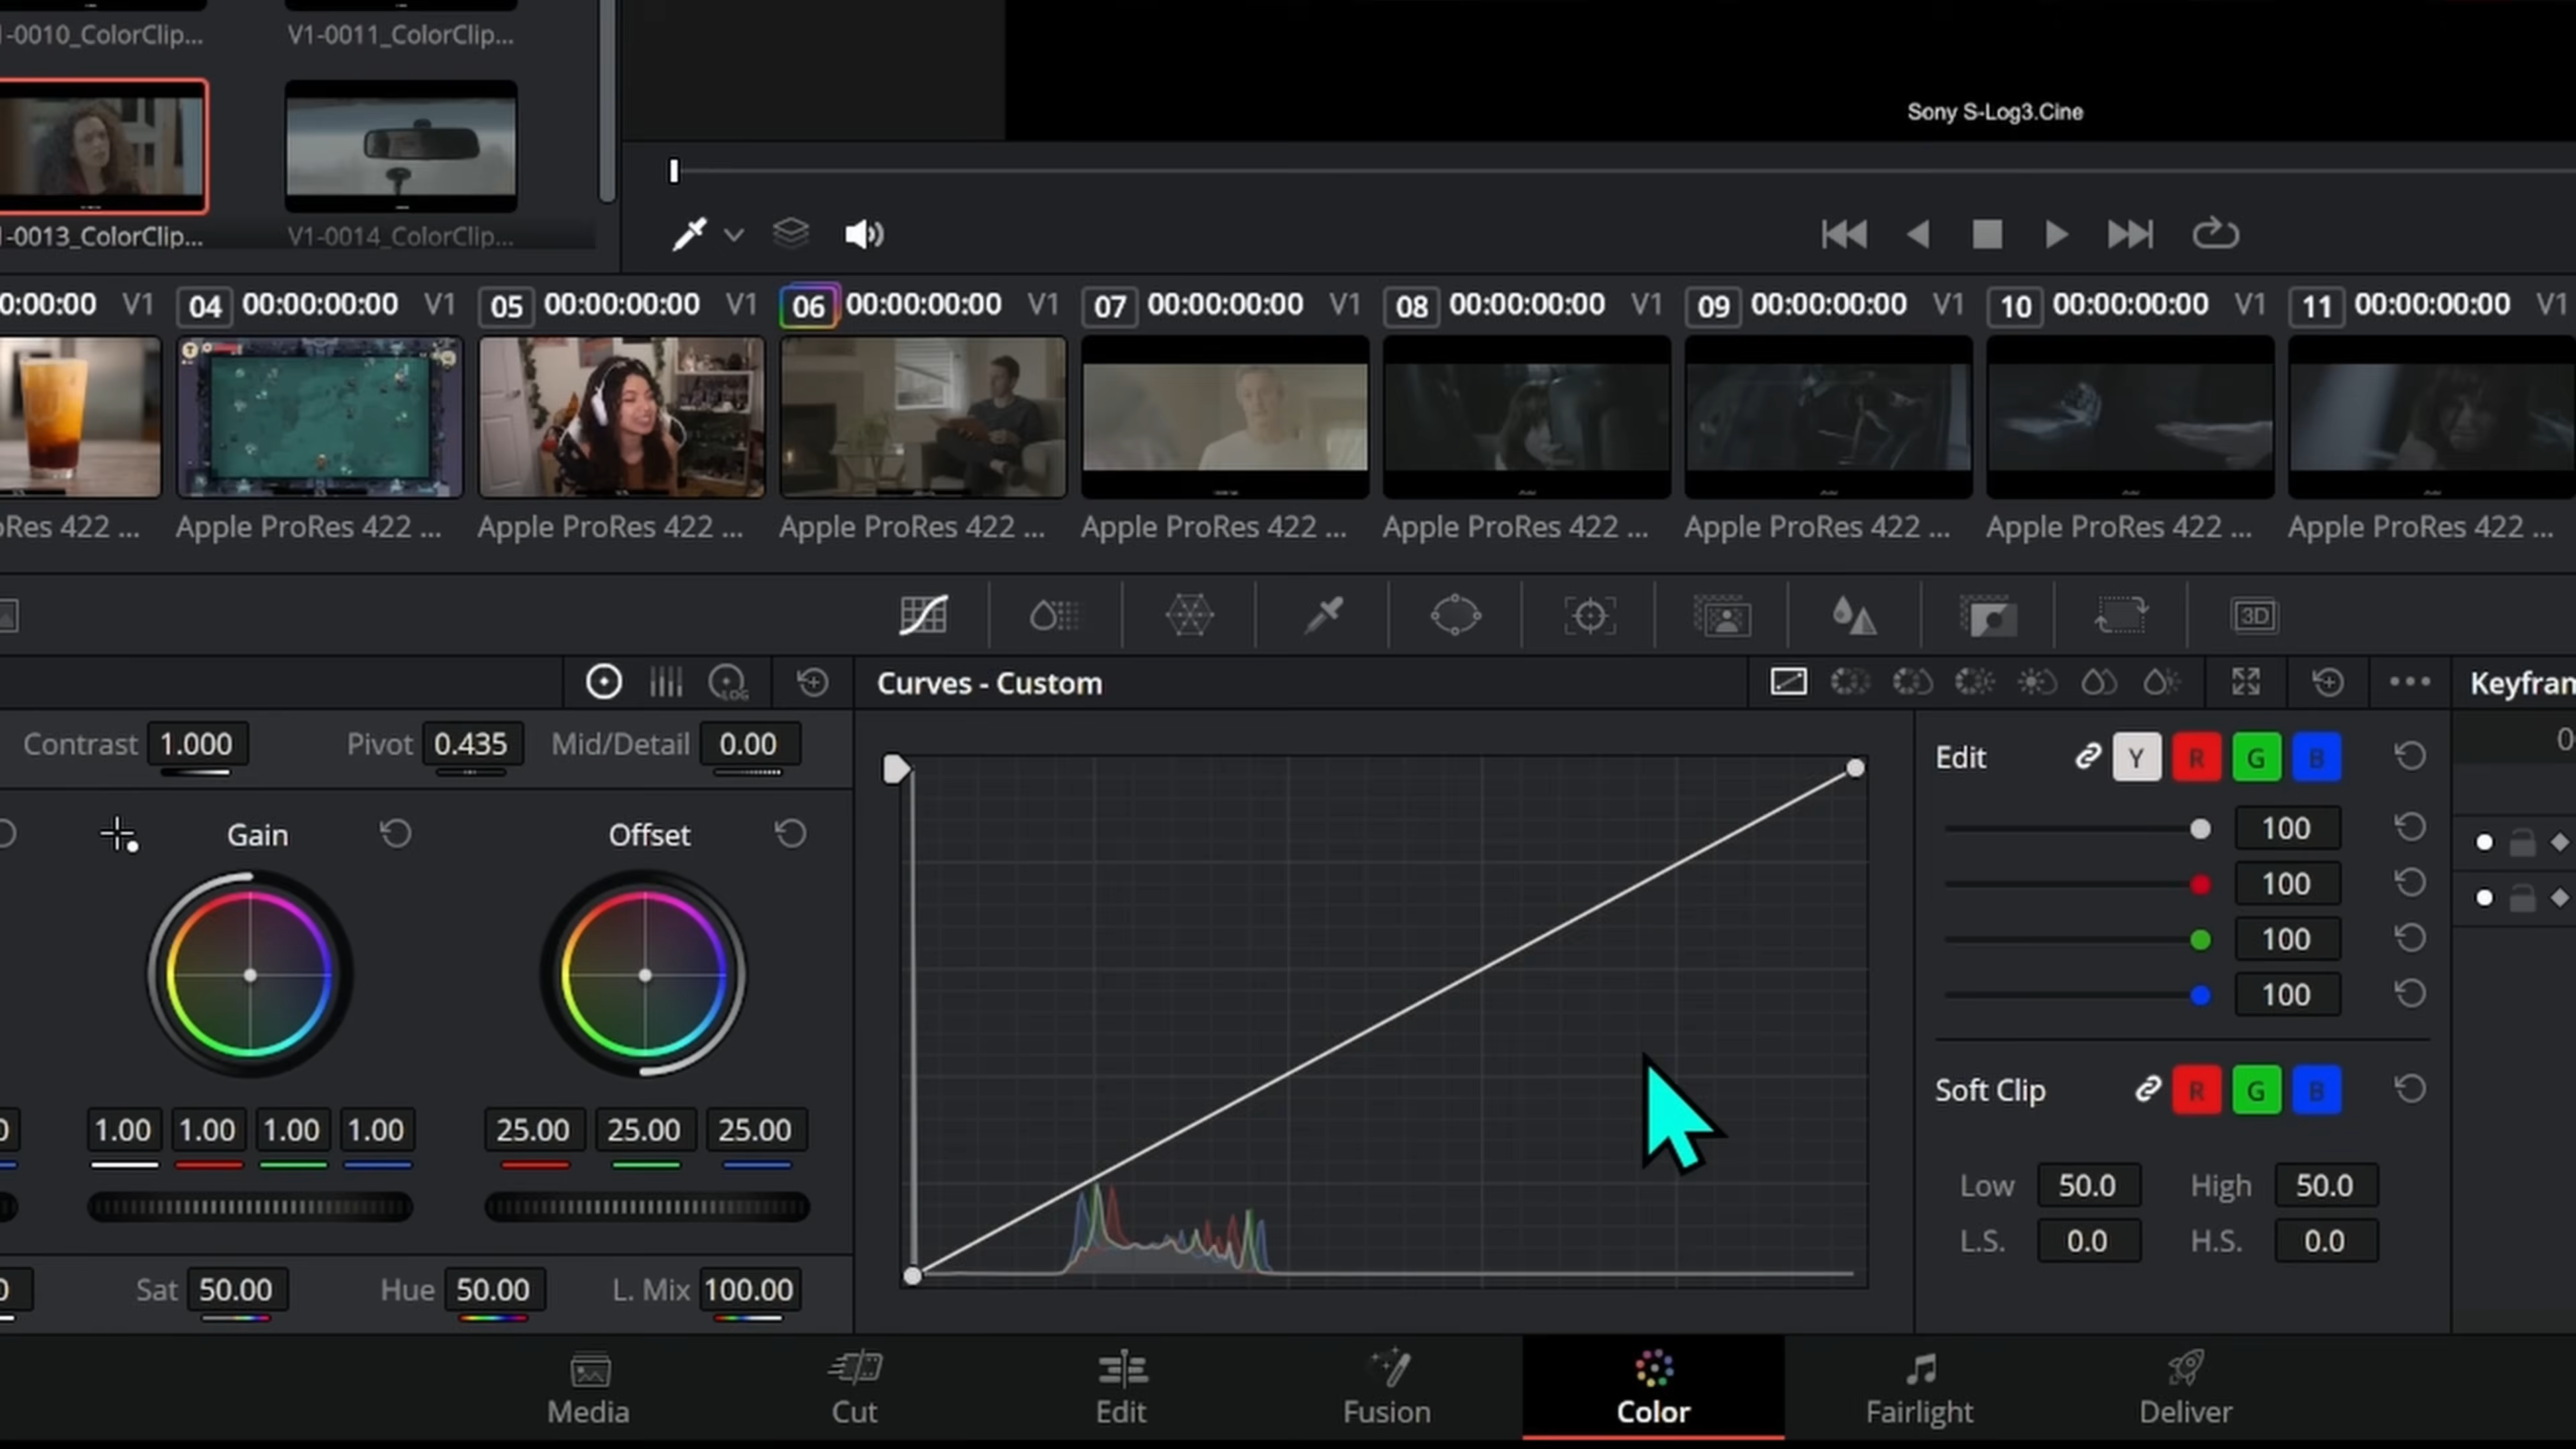 -0010_ColorClip...
V1-0011_ColorClip...
Sony S-Log3.Cine
-0013_ColorClip...
V1-0014_ColorClip...
0:00:00 V1 04 00:00:00:00 V1 05 00:00:00:00 V1 06 00:00:00:00 V1 07 00:00:00:00 V1 08 00:00:00:00 V1 09 00:00:00:00 V1 10 00:00:00:00 V1 11 00:00:00:00 V1
Res 422 ... Apple ProRes 422 ... Apple ProRes 422 ... Apple ProRes 422 ... Apple ProRes 422 ... Apple ProRes 422 ... Apple ProRes 422 ... Apple ProRes 422 ... Apple ProRes 422 ...
3D
LOG
Curves - Custom
Keyfram
Contrast 1.000 Pivot 0.435 Mid/Detail 0.00
Edit Y R G B
0
100
100
100
100
Gain
Offset
1.00 1.00 1.00 1.00
25.00 25.00 25.00
Soft Clip R G B
Low 50.0 High 50.0
L.S. 0.0 H.S. 0.0
Sat 50.00 Hue 50.00 L. Mix 100.00
Media Cut Edit Fusion Color Fairlight Deliver